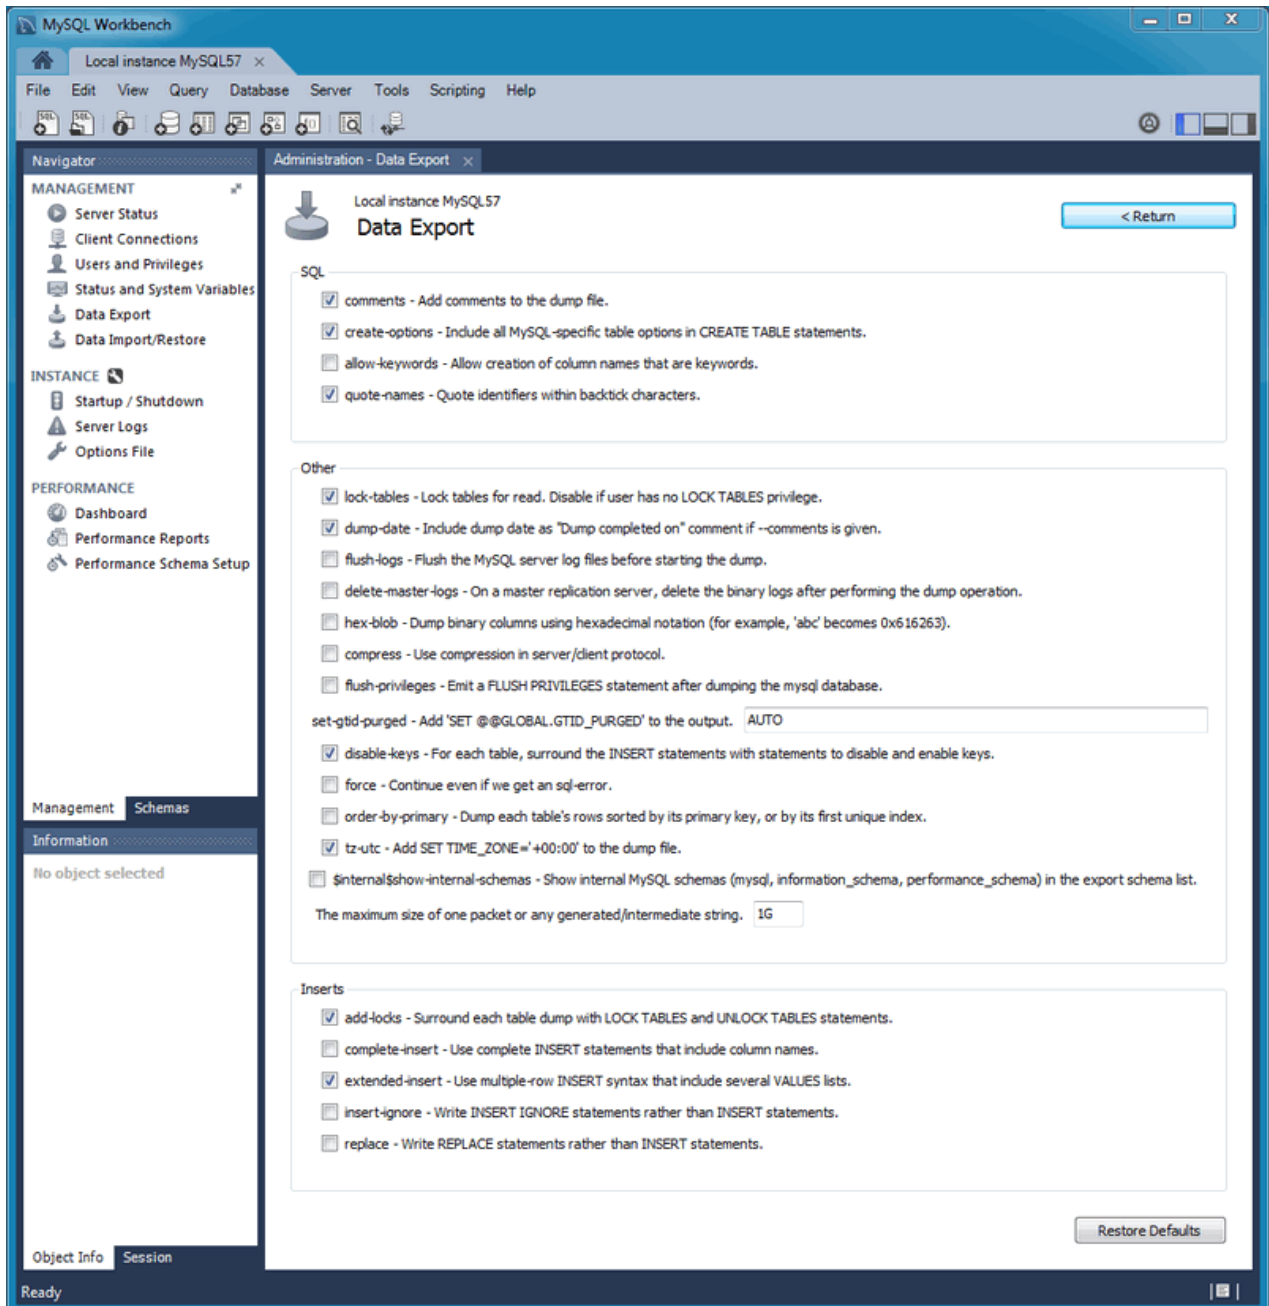 MySQL Workbench
Local instance MySQL57
File Edit View Query Database Server Tools Scripting Help
Navigator
MANAGEMENT
Server Status
Client Connections
Users and Privileges
Status and System Variables
Data Export
Data Import/Restore
INSTANCE
Startup / Shutdown
Server Logs
Options File
PERFORMANCE
Dashboard
Performance Reports
Performance Schema Setup
Management Schemas
Information
No object selected
Object Info Session
Administration - Data Export
Local instance MySQL57
Data Export
< Return
SQL
comments - Add comments to the dump file.
create-options - Include all MySQL-specific table options in CREATE TABLE statements.
allow-keywords - Allow creation of column names that are keywords.
quote-names - Quote identifiers within backtick characters.
Other
lock-tables - Lock tables for read. Disable if user has no LOCK TABLES privilege.
dump-date - Include dump date as "Dump completed on" comment if --comments is given.
flush-logs - Flush the MySQL server log files before starting the dump.
delete-master-logs - On a master replication server, delete the binary logs after performing the dump operation.
hex-blob - Dump binary columns using hexadecimal notation (for example, 'abc' becomes 0x616263).
compress - Use compression in server/client protocol.
flush-privileges - Emit a FLUSH PRIVILEGES statement after dumping the mysql database.
set-gtid-purged - Add 'SET @@GLOBAL.GTID_PURGED' to the output. AUTO
disable-keys - For each table, surround the INSERT statements with statements to disable and enable keys.
force - Continue even if we get an sql-error.
order-by-primary - Dump each table's rows sorted by its primary key, or by its first unique index.
tz-utc - Add SET TIME_ZONE='+00:00' to the dump file.
$internal$show-internal-schemas - Show internal MySQL schemas (mysql, information_schema, performance_schema) in the export schema list.
The maximum size of one packet or any generated/intermediate string. 1G
Inserts
add-locks - Surround each table dump with LOCK TABLES and UNLOCK TABLES statements.
complete-insert - Use complete INSERT statements that include column names.
extended-insert - Use multiple-row INSERT syntax that include several VALUES lists.
insert-ignore - Write INSERT IGNORE statements rather than INSERT statements.
replace - Write REPLACE statements rather than INSERT statements.
Restore Defaults
Ready